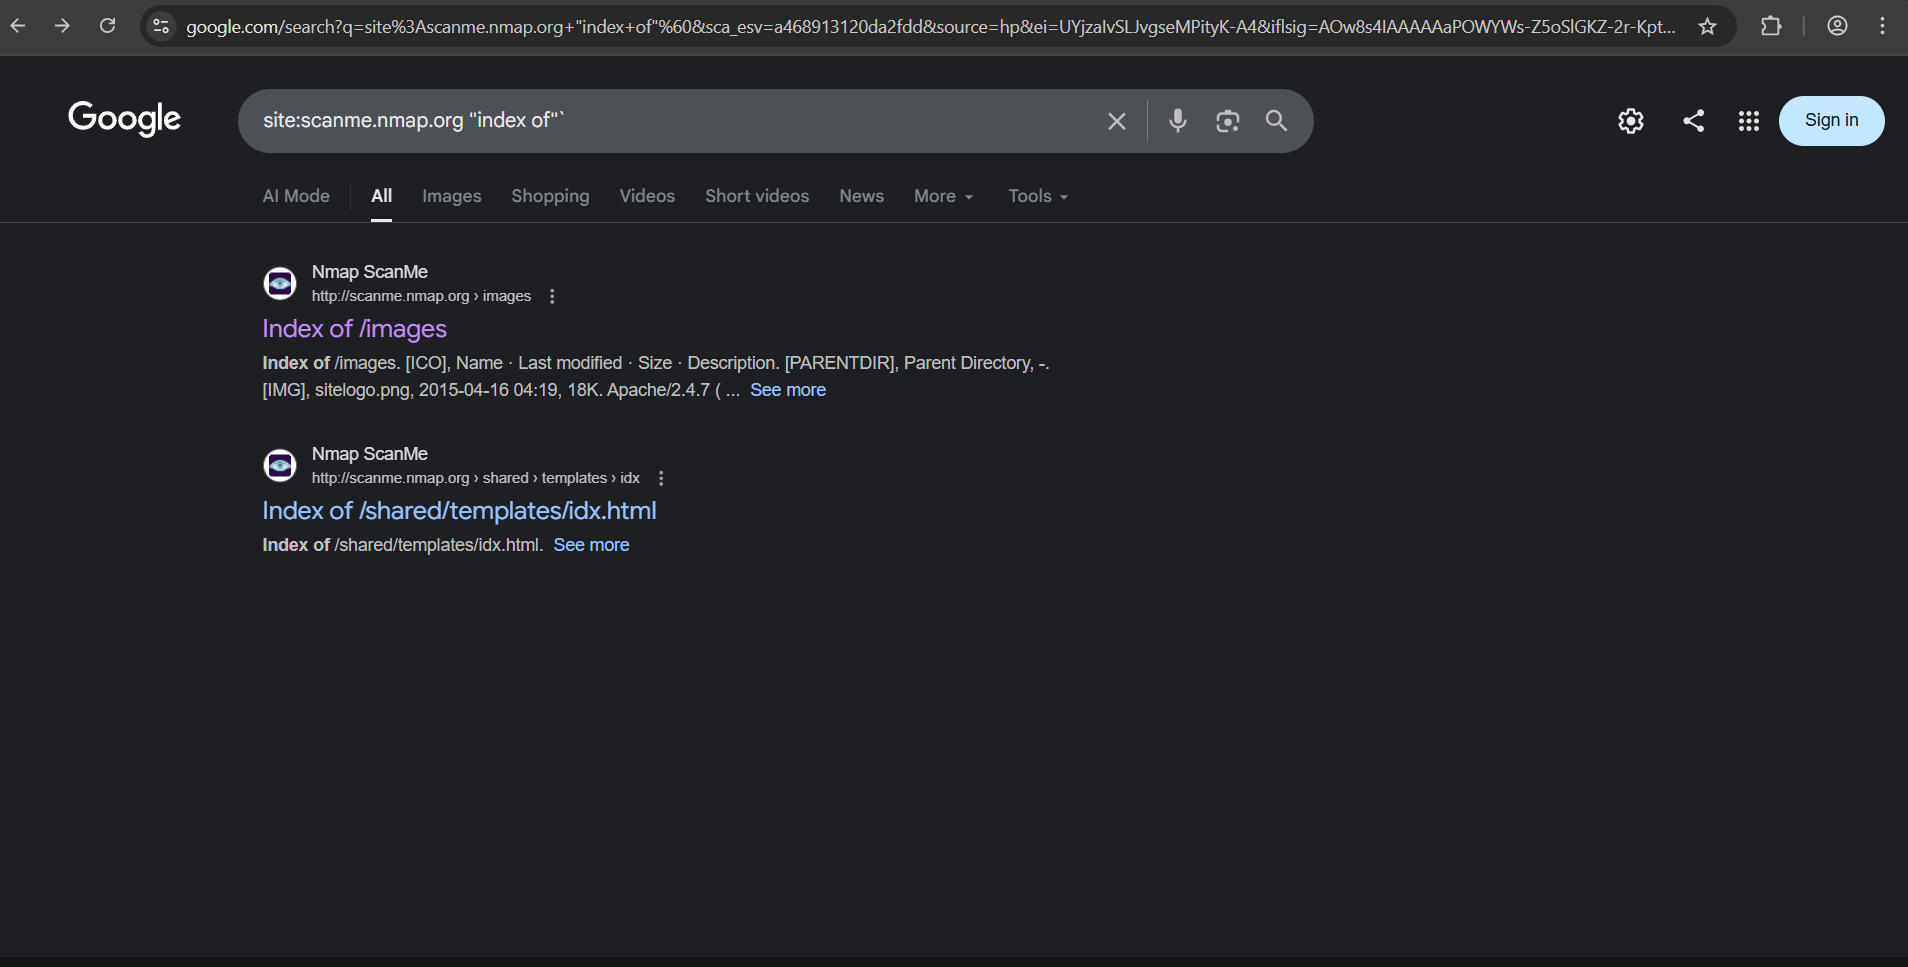 google.com/search?q=site%3Ascanme.nmap.org+"index+of"%60&sca_esv=a468913120da2fdd&source=hp&ei=UYjzaIvSLJvgseMPityK-A4&iflsig=AOw8s4IAAAAAaPOWYWs-Z5oSlGKZ-2r-Kpt...
Google
site:scanme.nmap.org "index of"`
Sign in
AI Mode All Images Shopping Videos Short videos News More Tools
Nmap ScanMe
http://scanme.nmap.org › images
Index of /images
Index of /images. [ICO], Name · Last modified · Size · Description. [PARENTDIR], Parent Directory, -.
[IMG], sitelogo.png, 2015-04-16 04:19, 18K. Apache/2.4.7 ( ... See more
Nmap ScanMe
http://scanme.nmap.org › shared › templates › idx
Index of /shared/templates/idx.html
Index of /shared/templates/idx.html. See more